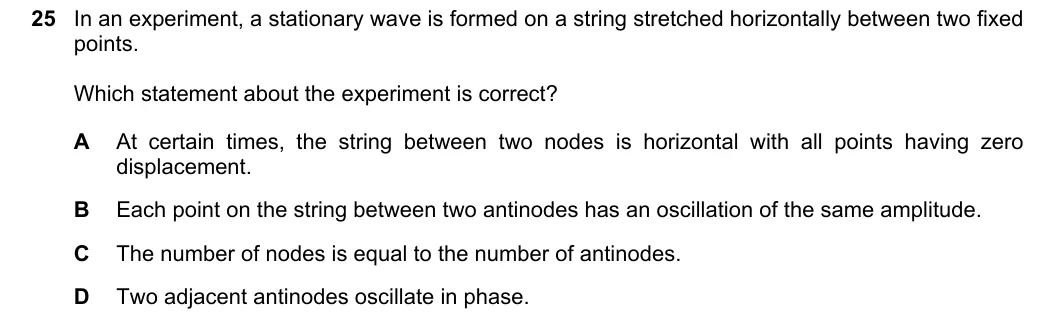 25 In an experiment, a stationary wave is formed on a string stretched horizontally between two fixed
points.
Which statement about the experiment is correct?
A At certain times, the string between two nodes is horizontal with all points having zero
displacement.
B Each point on the string between two antinodes has an oscillation of the same amplitude.
C The number of nodes is equal to the number of antinodes.
D Two adjacent antinodes oscillate in phase.